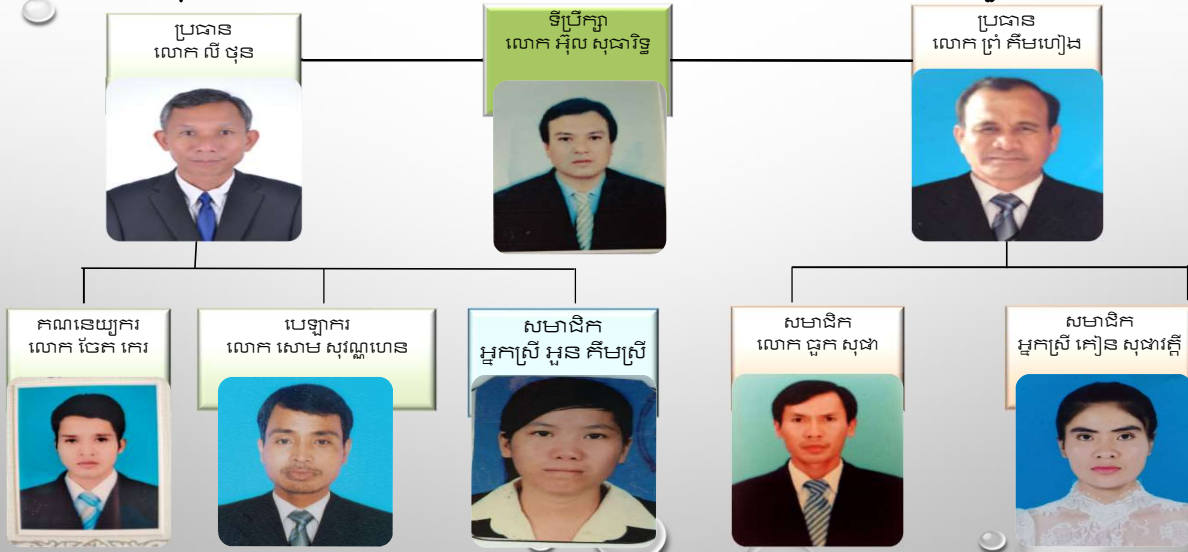 ប្រធាន
លោក លី ថុន
ទីប្រឹក្សា
លោក អ៊ុល សុធារិទ្ធ
ប្រធាន
លោក ព្រំ គីមហៀង
គណនេយ្យករ
លោក ចែត កេរ
បេឡាករ
លោក សោម សុវណ្ណហេន
សមាជិក
អ្នកស្រី អួន គីមស្រី
សមាជិក
លោក ធួក សុផា
សមាជិក
អ្នកស្រី គៀន សុផាវត្តី